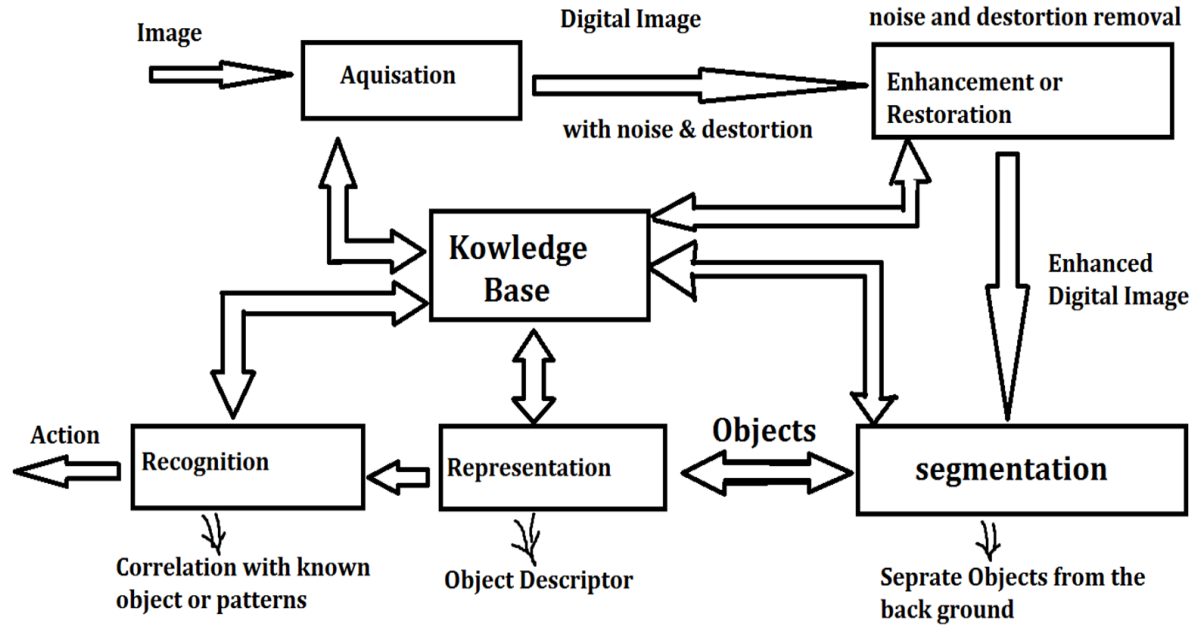 Image
Aquisation
Digital Image
with noise & destortion
noise and destortion removal
Enhancement or
Restoration
Kowledge
Base
Enhanced
Digital Image
Action
Recognition
Representation
Objects
segmentation
Correlation with known
object or patterns
Object Descriptor
Seprate Objects from the
back ground